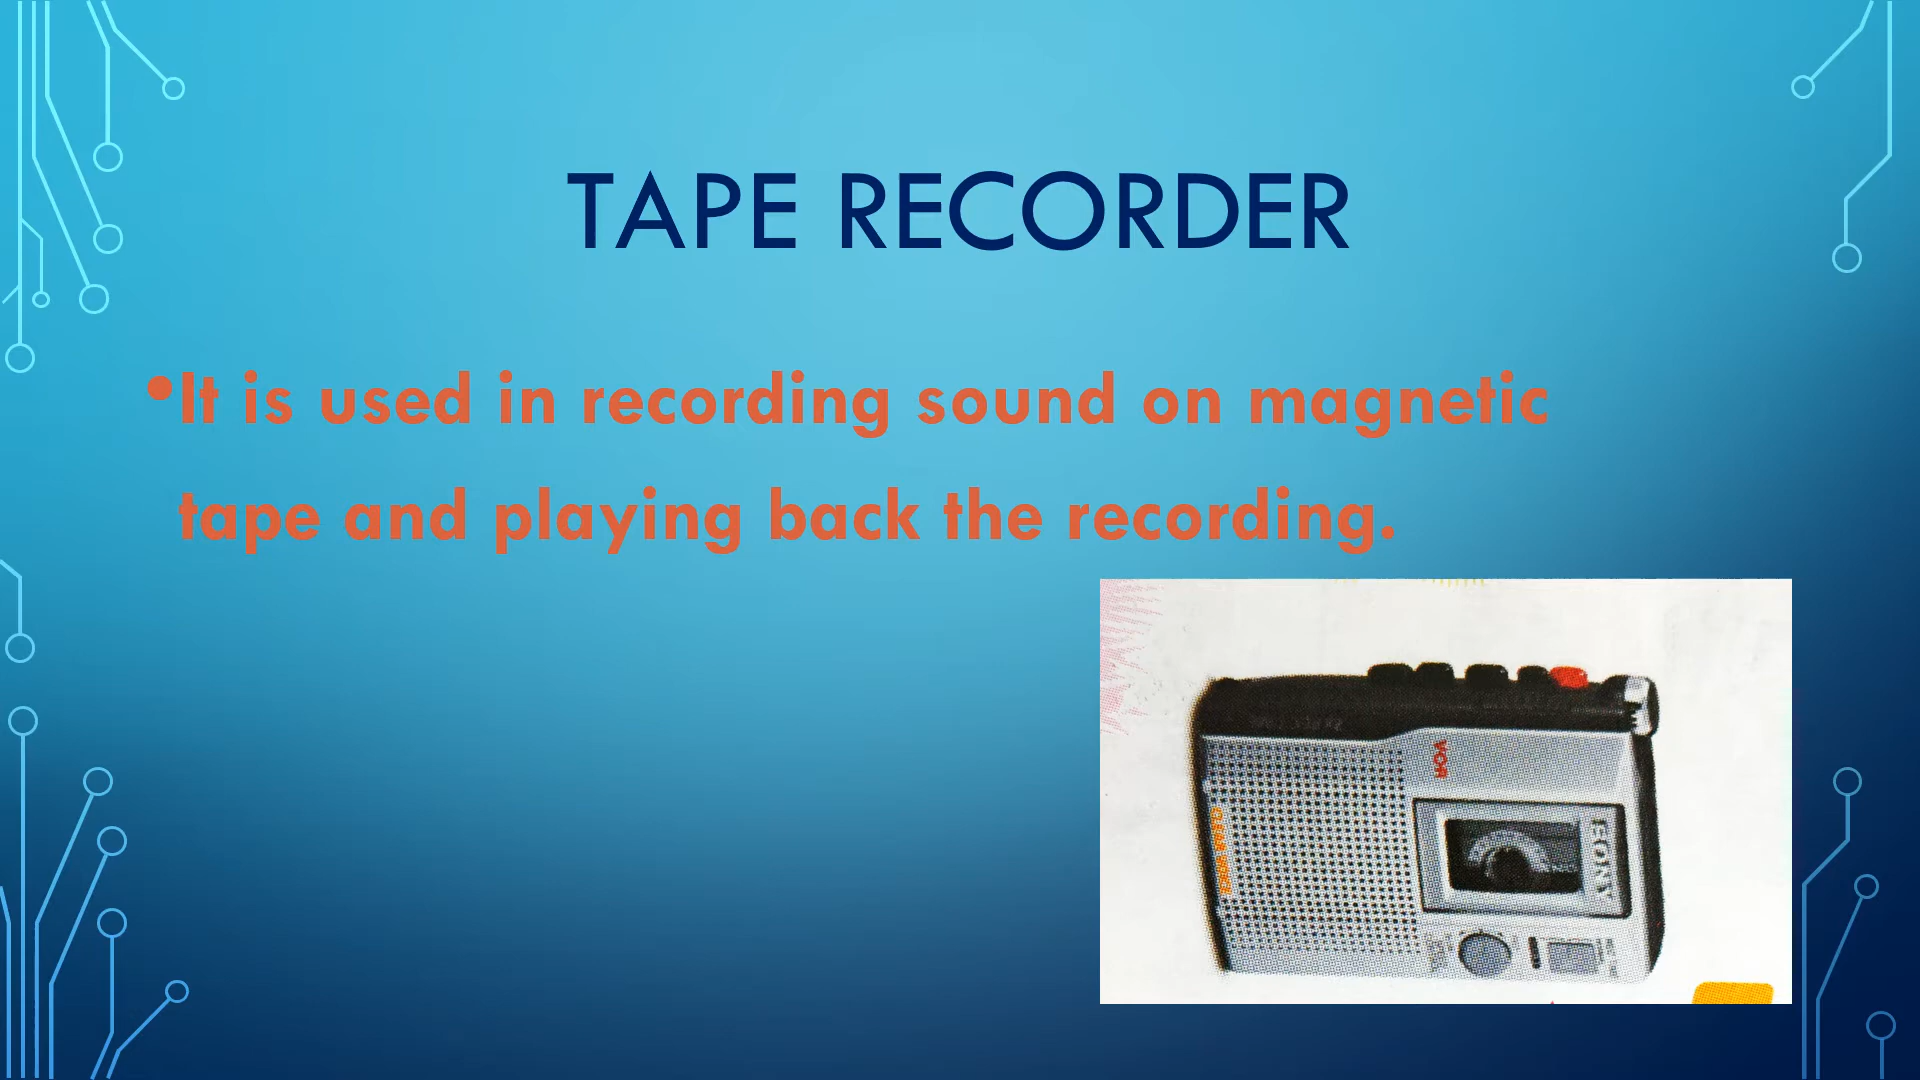 TAPE RECORDER
•It is used in recording sound on magnetic
tape and playing back the recording.
VOR
SONY